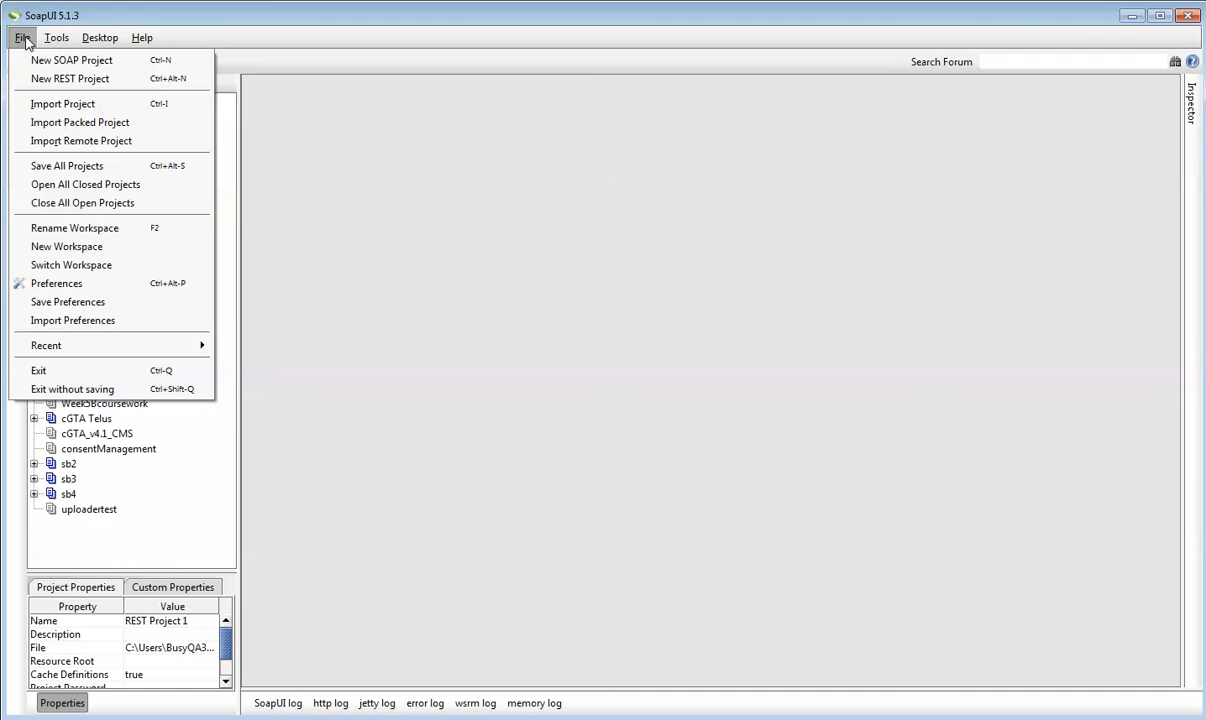 SoapUI 5.1.3
File Tools Desktop Help
New SOAP Project Ctrl-N
Search Forum
New REST Project Ctrl+Alt-N
Import Project Ctrl-I
Import Packed Project
Import Remote Project
Save All Projects Ctrl+Alt-S
Open All Closed Projects
Close All Open Projects
Rename Workspace F2
New Workspace
Switch Workspace
Preferences Ctrl+Alt-P
Save Preferences
Import Preferences
Recent
Exit Ctrl-Q
Exit without saving Ctrl+Shift-Q
Inspector
Week5Bcoursework
cGTA Telus
cGTA_v4.1_CMS
consentManagement
sb2
sb3
sb4
uploadertest
Project Properties Custom Properties
Property Value
Name REST Project 1
Description
File C:\Users\BusyQA3...
Resource Root
Cache Definitions true
Project Password
Properties
SoapUI log http log jetty log error log wsrm log memory log